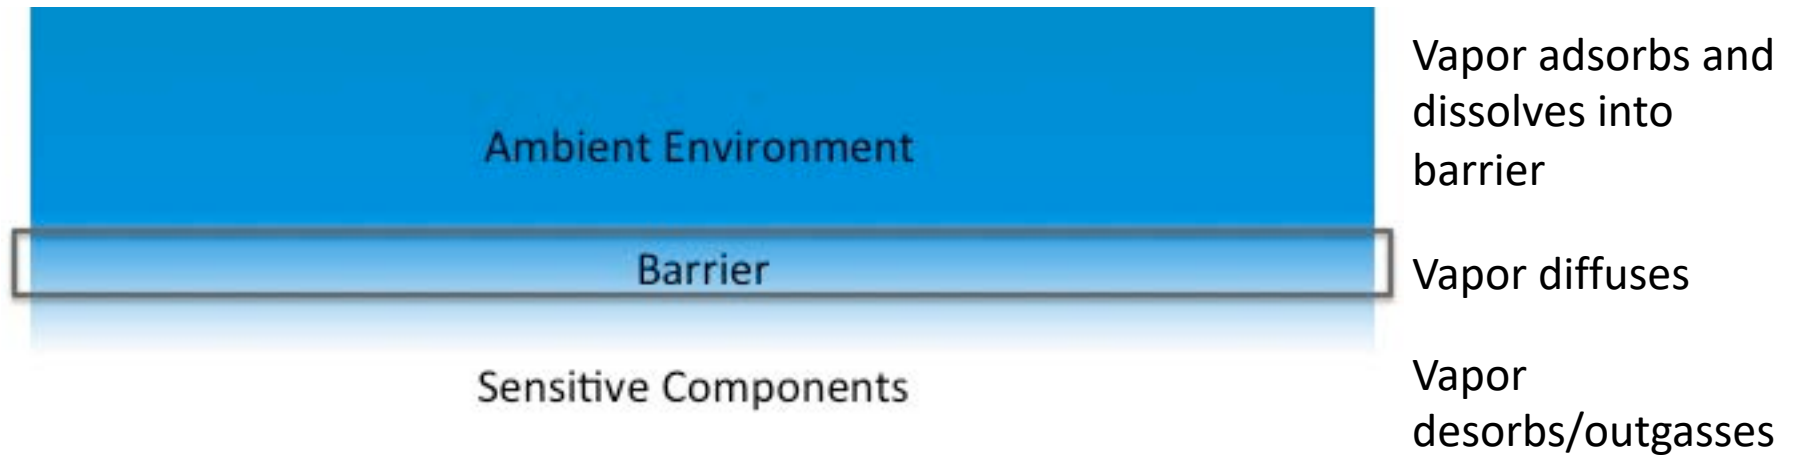 Vapor adsorbs and
dissolves into
barrier
Ambient Environment
Barrier
Vapor diffuses
Sensitive Components
Vapor
desorbs/outgasses